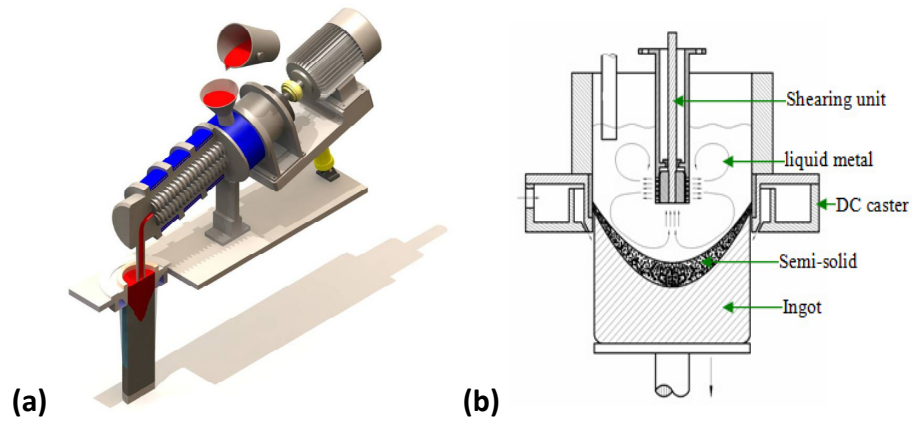 Shearing unit
liquid metal
DC caster
Semi-solid
Ingot
(a)
(b)